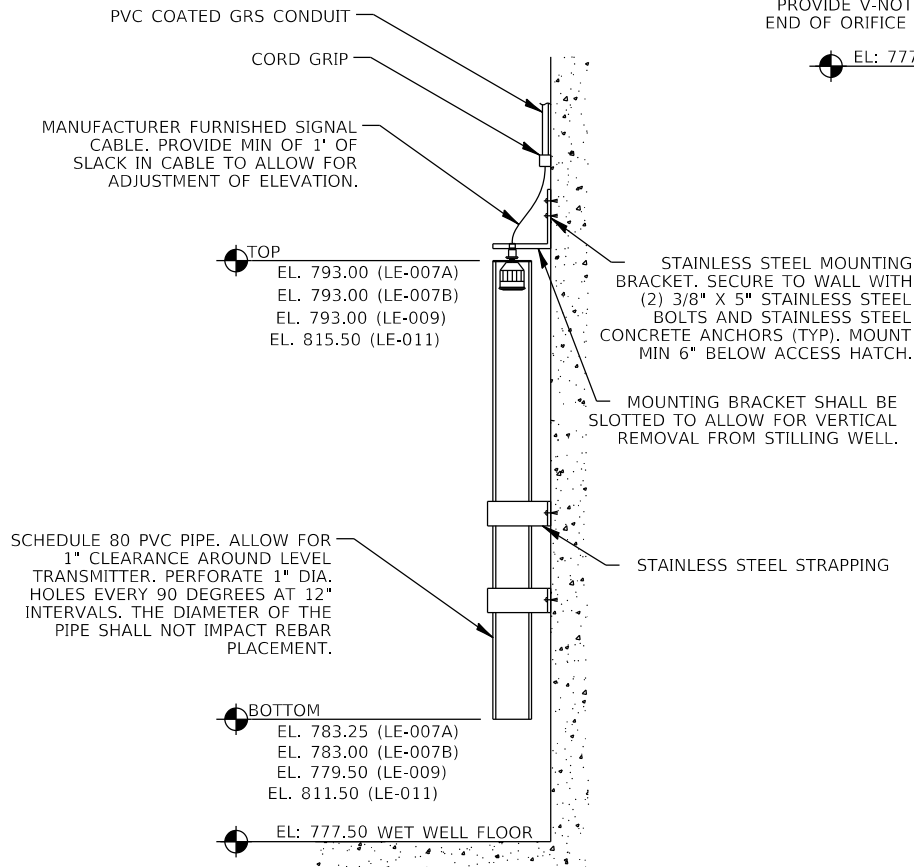 PVC COATED GRS CONDUIT
CORD GRIP
MANUFACTURER FURNISHED SIGNAL
CABLE. PROVIDE MIN OF 1' OF
SLACK IN CABLE TO ALLOW FOR
ADJUSTMENT OF ELEVATION.
END OF ORIFICE
EL: 777
TOP
EL. 793.00 (LE-007A)
EL. 793.00 (LE-007B)
EL. 793.00 (LE-009)
EL. 815.50 (LE-011)
STAINLESS STEEL MOUNTING
BRACKET. SECURE TO WALL WITH
(2) 3/8" X 5" STAINLESS STEEL
BOLTS AND STAINLESS STEEL
CONCRETE ANCHORS (TYP). MOUNT
MIN 6" BELOW ACCESS HATCH.
MOUNTING BRACKET SHALL BE
SLOTTED TO ALLOW FOR VERTICAL
REMOVAL FROM STILLING WELL.
SCHEDULE 80 PVC PIPE. ALLOW FOR
1" CLEARANCE AROUND LEVEL
TRANSMITTER. PERFORATE 1" DIA.
HOLES EVERY 90 DEGREES AT 12"
INTERVALS. THE DIAMETER OF THE
PIPE SHALL NOT IMPACT REBAR
PLACEMENT.
STAINLESS STEEL STRAPPING
BOTTOM
EL. 783.25 (LE-007A)
EL. 783.00 (LE-007B)
EL. 779.50 (LE-009)
EL. 811.50 (LE-011)
EL: 777.50 WET WELL FLOOR